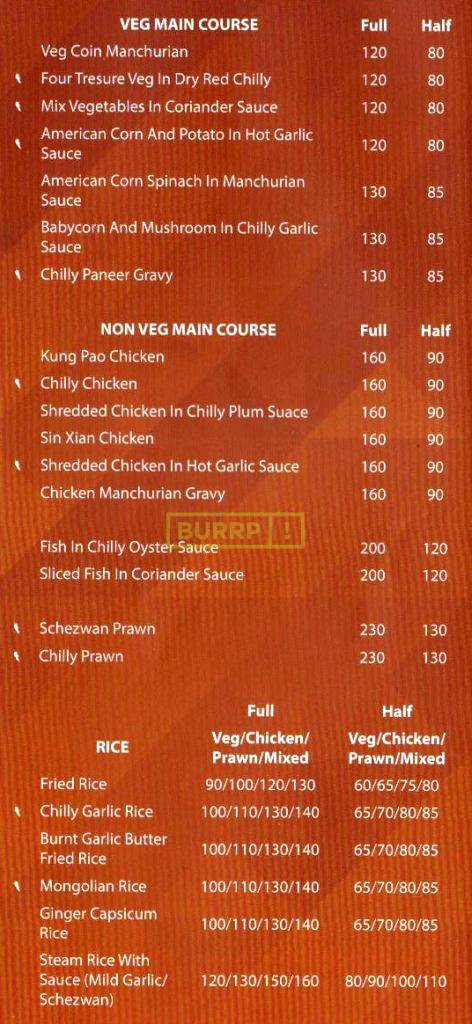 VEG MAIN COURSE Full Half
Veg Coin Manchurian 120 80
Four Tresure Veg In Dry Red Chilly 120 80
Mix Vegetables In Coriander Sauce 120 80
American Corn And Potato In Hot Garlic
Sauce 120 80
American Corn Spinach In Manchurian
Sauce 130 85
Babycorn And Mushroom In Chilly Garlic
Sauce 130 85
Chilly Paneer Gravy 130 85
NON VEG MAIN COURSE Full Half
Kung Pao Chicken 160 90
Chilly Chicken 160 90
Shredded Chicken In Chilly Plum Suace 160 90
Sin Xian Chicken 160 90
Shredded Chicken In Hot Garlic Sauce 160 90
Chicken Manchurian Gravy 160 90
BURRP!
Fish In Chilly Oyster Sauce 200 120
Sliced Fish In Coriander Sauce 200 120
Schezwan Prawn 230 130
Chilly Prawn 230 130
Full Half
RICE Veg/Chicken/ Veg/Chicken/
Prawn/Mixed Prawn/Mixed
Fried Rice 90/100/120/130 60/65/75/80
Chilly Garlic Rice 100/110/130/140 65/70/80/85
Burnt Garlic Butter
Fried Rice 100/110/130/140 65/70/80/85
Mongolian Rice 100/110/130/140 65/70/80/85
Ginger Capsicum
Rice 100/110/130/140 65/70/80/85
Steam Rice With
Sauce (Mild Garlic/ 120/130/150/160 80/90/100/110
Schezwan)